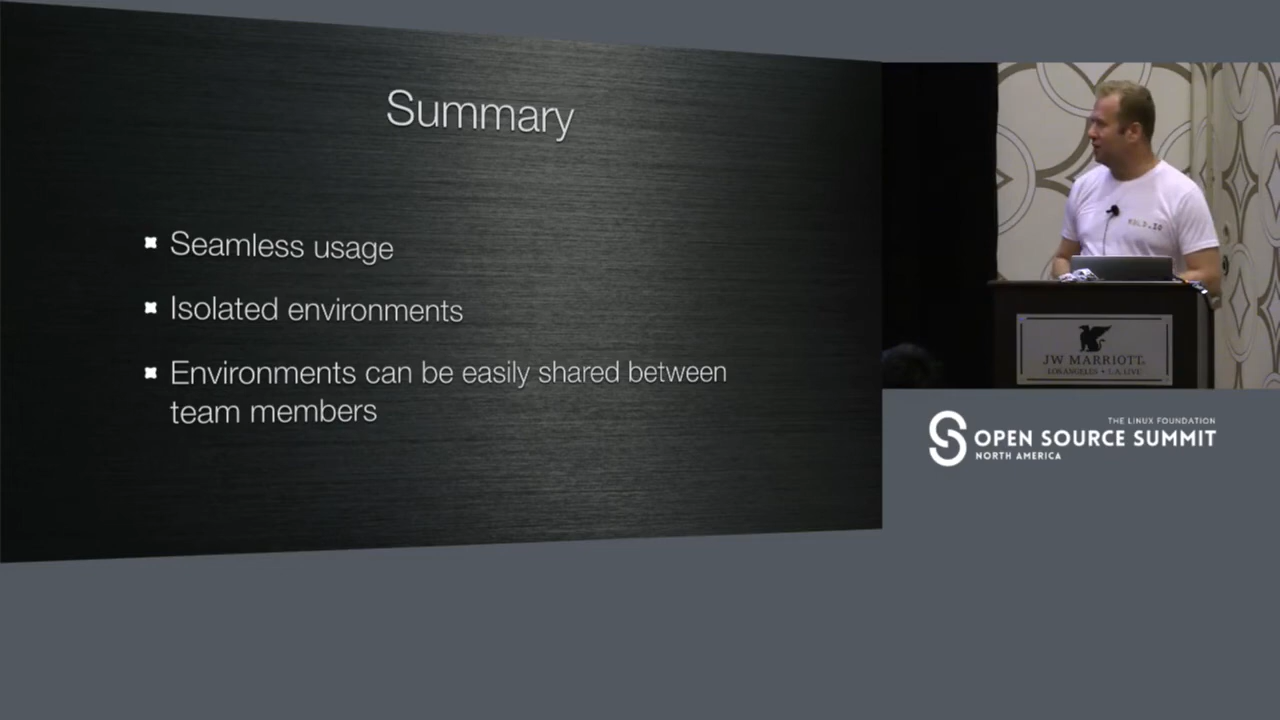 Summary
Seamless usage
Isolated environments
Environments can be easily shared between
team members
JW MARRIOTT
LOS ANGELES • L.A. LIVE
THE LINUX FOUNDATION
OPEN SOURCE SUMMIT
NORTH AMERICA